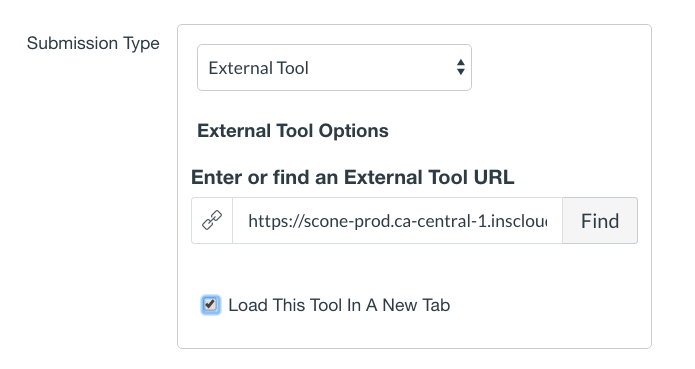 Submission Type
External Tool
External Tool Options
Enter or find an External Tool URL
https://scone-prod.ca-central-1.insclou
Find
Load This Tool In A New Tab